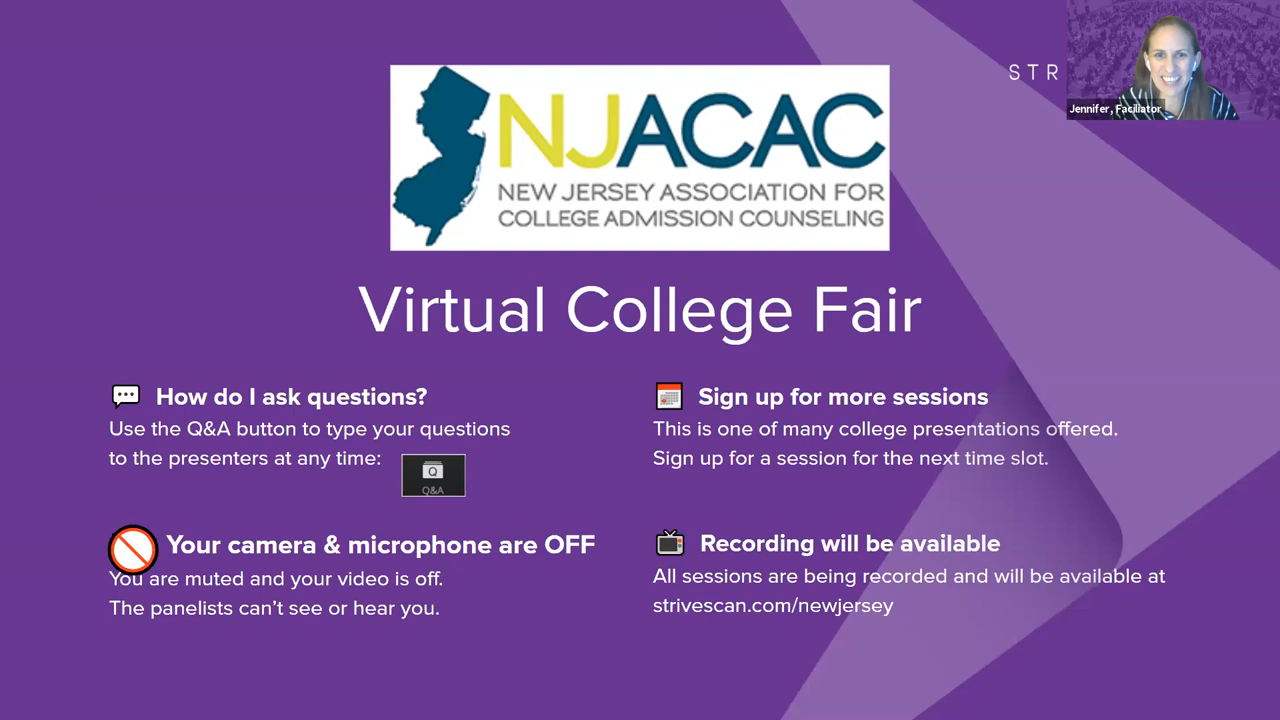 STR
Jennifer, Faciliator
NJACAC
NEW JERSEY ASSOCIATION FOR
COLLEGE ADMISSION COUNSELING
Virtual College Fair
How do I ask questions?
Use the Q&A button to type your questions
to the presenters at any time:
Q
Q&A
Sign up for more sessions
This is one of many college presentations offered.
Sign up for a session for the next time slot.
Your camera & microphone are OFF
You are muted and your video is off.
The panelists can’t see or hear you.
Recording will be available
All sessions are being recorded and will be available at
strivescan.com/newjersey